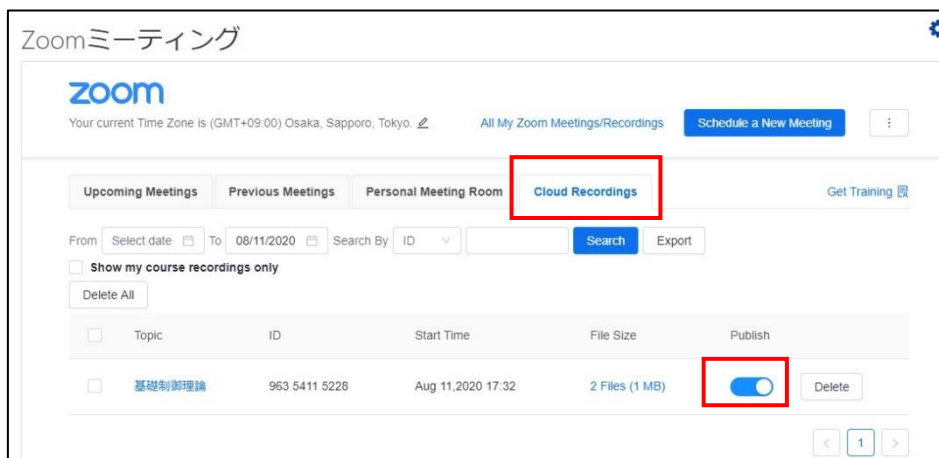 Zoomミーティング
zoom
Your current Time Zone is (GMT+09:00) Osaka, Sapporo, Tokyo. All My Zoom Meetings/Recordings Schedule a New Meeting
Upcoming Meetings Previous Meetings Personal Meeting Room Cloud Recordings Get Training
From Select date To 08/11/2020 Search By ID Search Export
Show my course recordings only
Delete All
Topic ID Start Time File Size Publish
基礎制御理論 963 5411 5228 Aug 11,2020 17:32 2 Files (1 MB) Delete
< 1 >